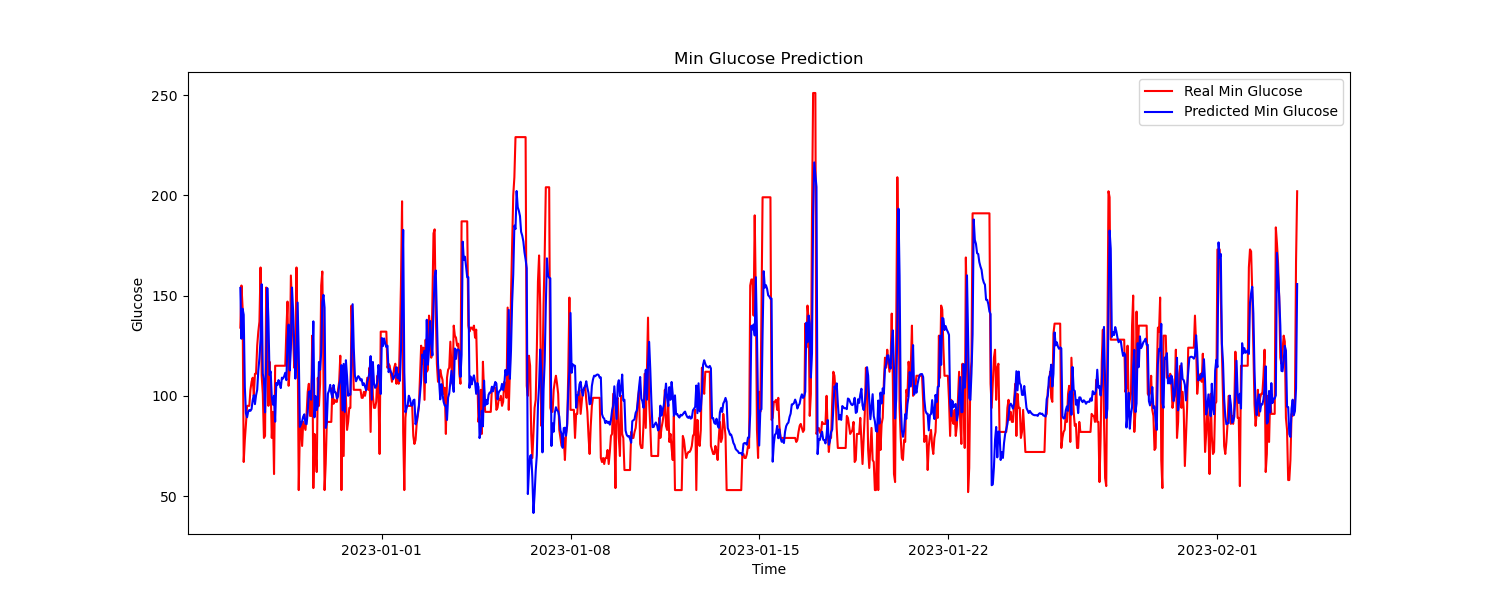 Min Glucose Prediction
250
200
150
100
50
Glucose
Real Min Glucose
Predicted Min Glucose
2023-01-01
2023-01-08
2023-01-15
2023-01-22
2023-02-01
Time